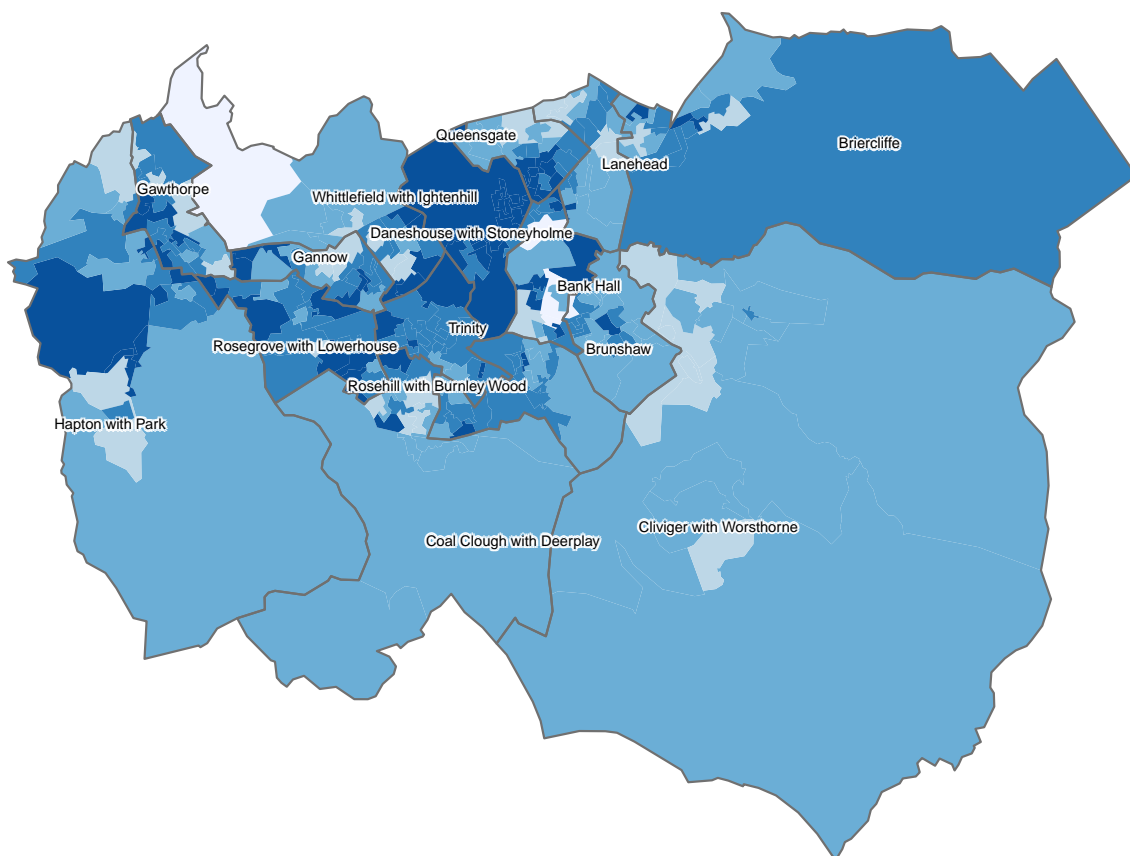 Queensgate
Briercliffe
Lanehead
Gawthorpe
Whittlefield with Ightenhill
Daneshouse with Stoneyholme
Gannow
Bank Hall
Trinity
Rosegrove with Lowerhouse
Brunshaw
Rosehill with Burnley Wood
Hapton with Park
Cliviger with Worsthorne
Coal Clough with Deerplay